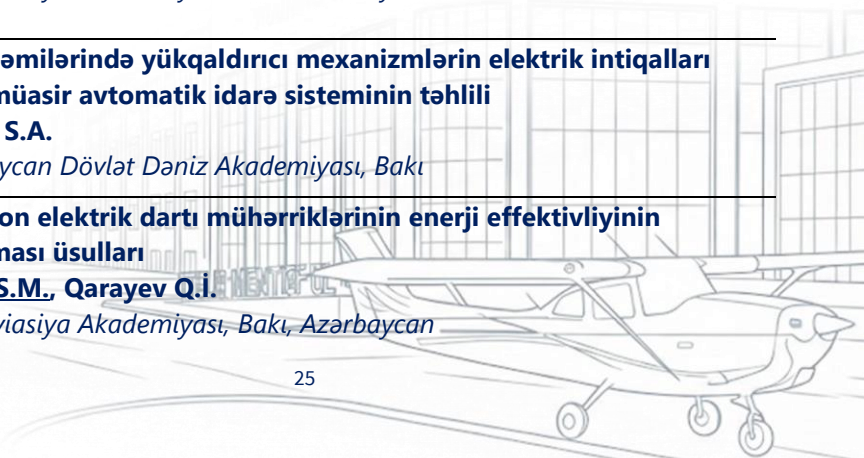 əmilərində yükqaldırıcı mexanizmlərin elektrik intiqalları
müasir avtomatik idarə sisteminin təhlili
S.A.
ycan Dövlət Dəniz Akademiyası, Bakı
on elektrik dartı mühərriklərinin enerji effektivliyinin
ması üsulları
S.M., Qarayev Q.İ.
viasiya Akademiyası, Bakı, Azərbaycan
25